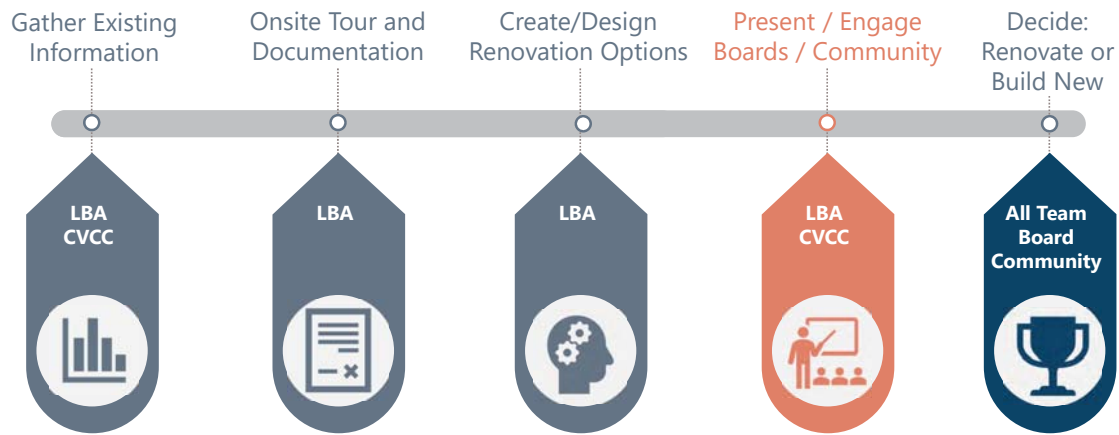 Gather Existing
Information
Onsite Tour and
Documentation
Create/Design
Renovation Options
Present / Engage
Boards / Community
Decide:
Renovate or
Build New
LBA
CVCC
LBA
LBA
LBA
CVCC
All Team
Board
Community